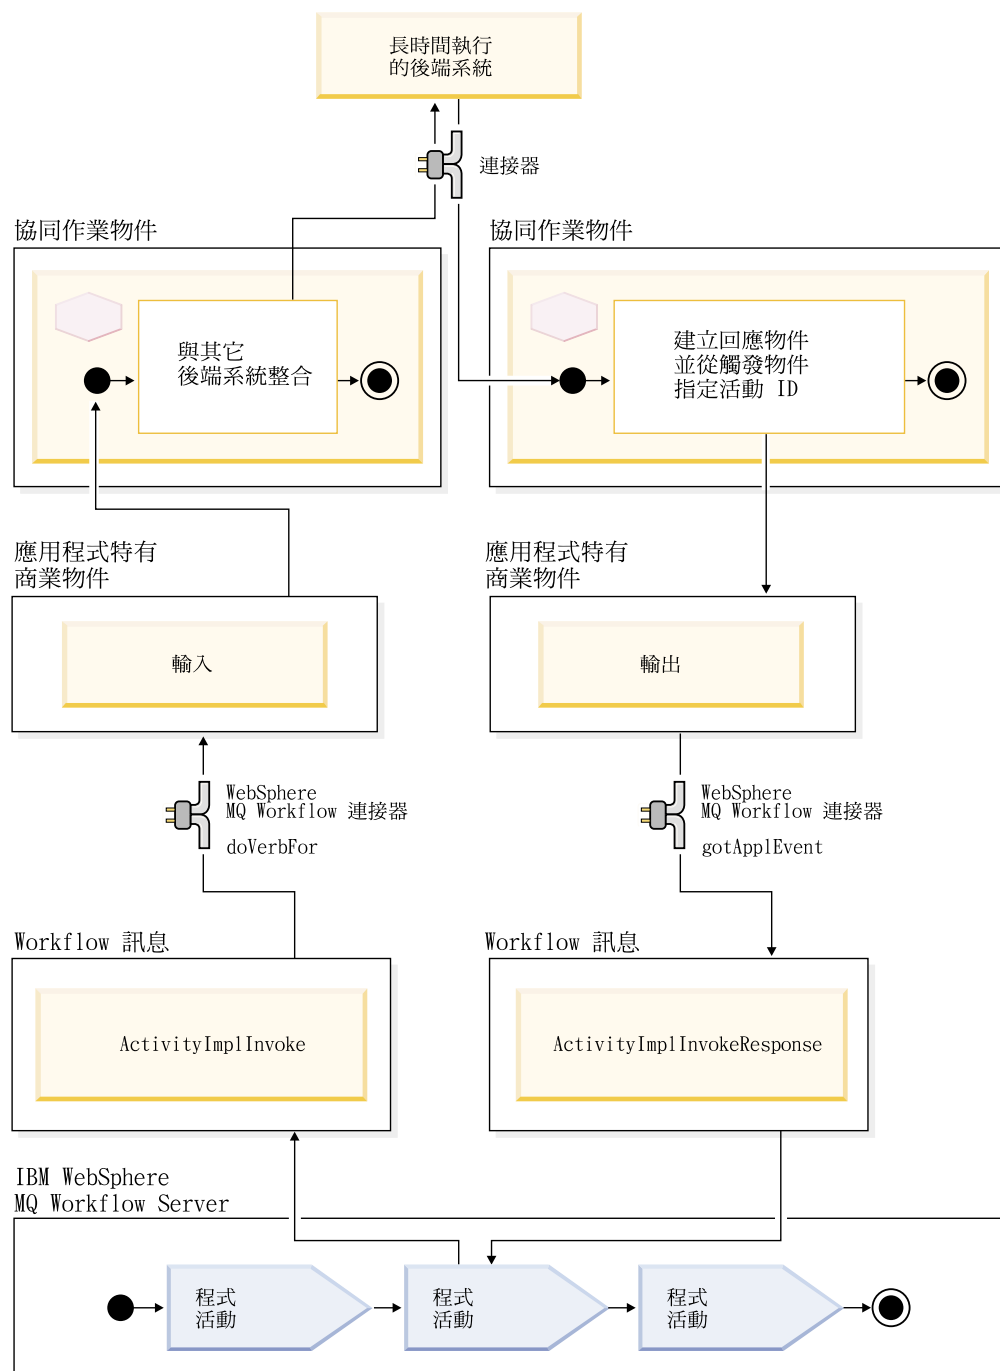 長時間執行
的後端系統
連接器
協同作業物件
協同作業物件
與其它
後端系統整合
建立回應物件
並從觸發物件
指定活動 ID
應用程式特有
商業物件
應用程式特有
商業物件
輸入
輸出
WebSphere
MQ Workflow 連接器
doVerbFor
WebSphere
MQ Workflow 連接器
gotApplEvent
Workflow 訊息
Workflow 訊息
ActivityImplInvoke
ActivityImplInvokeResponse
IBM WebSphere
MQ Workflow Server
程式
活動
程式
活動
程式
活動